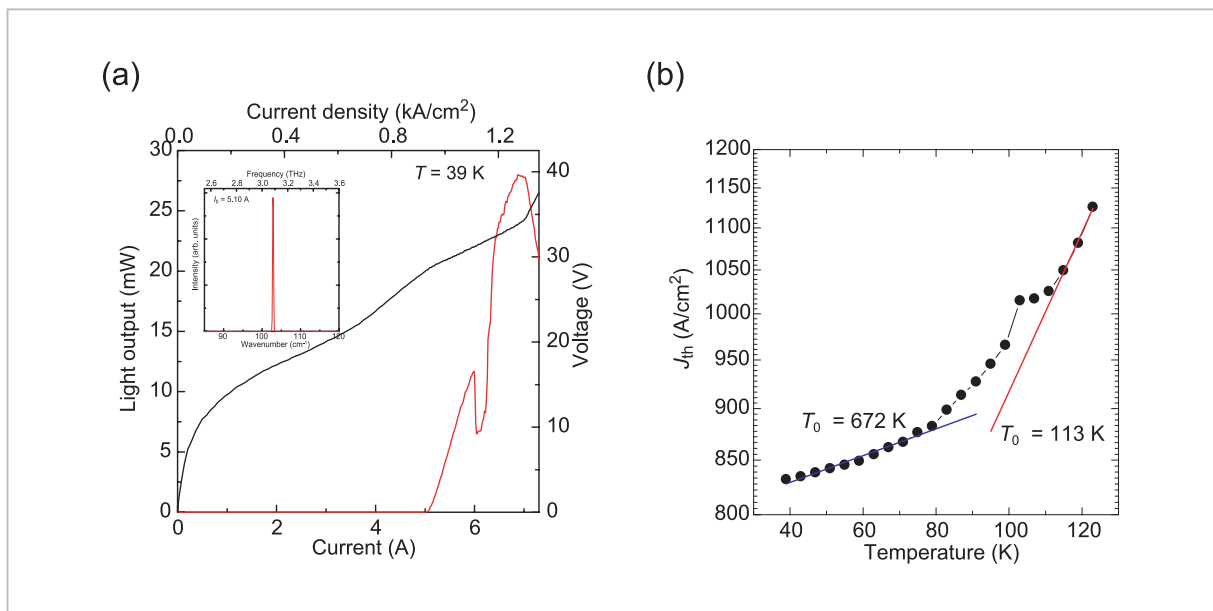 (a)
Current density (kA/cm2)
0.0 0.4 0.8 1.2
30 25 20 15 10 5 0
Light output (mW)
T = 39 K
40 30 20 10 0
Voltage (V)
0 2 4 6
Current (A)
Frequency (THz)
2.6 2.8 3.0 3.2 3.4 3.6
Ib = 5.10 A
Intensity (arb. units)
90 100 110 120
Wavenumber (cm-1)
(b)
1200
1150
1100
1050
1000
950
900
850
800
Jth (A/cm2)
T0 = 672 K
T0 = 113 K
40 60 80 100 120
Temperature (K)